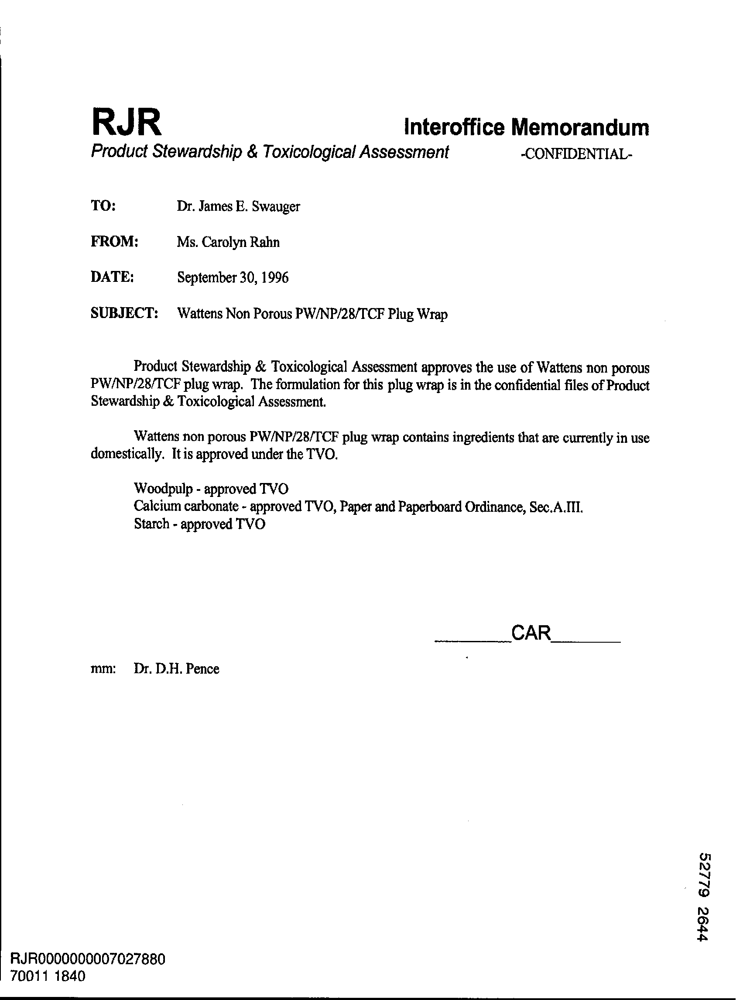 RJR
Interoffice Memorandum
Product Stewardship & Toxicological Assessment
-CONFIDENTIAL-
TO: Dr. James E. Swauger
FROM: Ms. Carolyn Rahn
DATE: September 30, 1996
SUBJECT: Wattens Non Porous PW/NP/28/TCF Plug Wrap
Product Stewardship & Toxicological Assessment approves the use of Wattens non porous
PW/NP/28/TCF plug wrap. The formulation for this plug wrap is in the confidential files of Product
Stewardship & Toxicological Assessment.
Wattens non porous PW/NP/28/TCF plug wrap contains ingredients that are currently in use
domestically. It is approved under the TVO.
Woodpulp - approved TVO
Calcium carbonate - approved TVO, Paper and Paperboard Ordinance, Sec.A.III.
Starch - approved TVO
________CAR________
mm: Dr. D.H. Pence
52779 2644
RJR0000000007027880
70011 1840